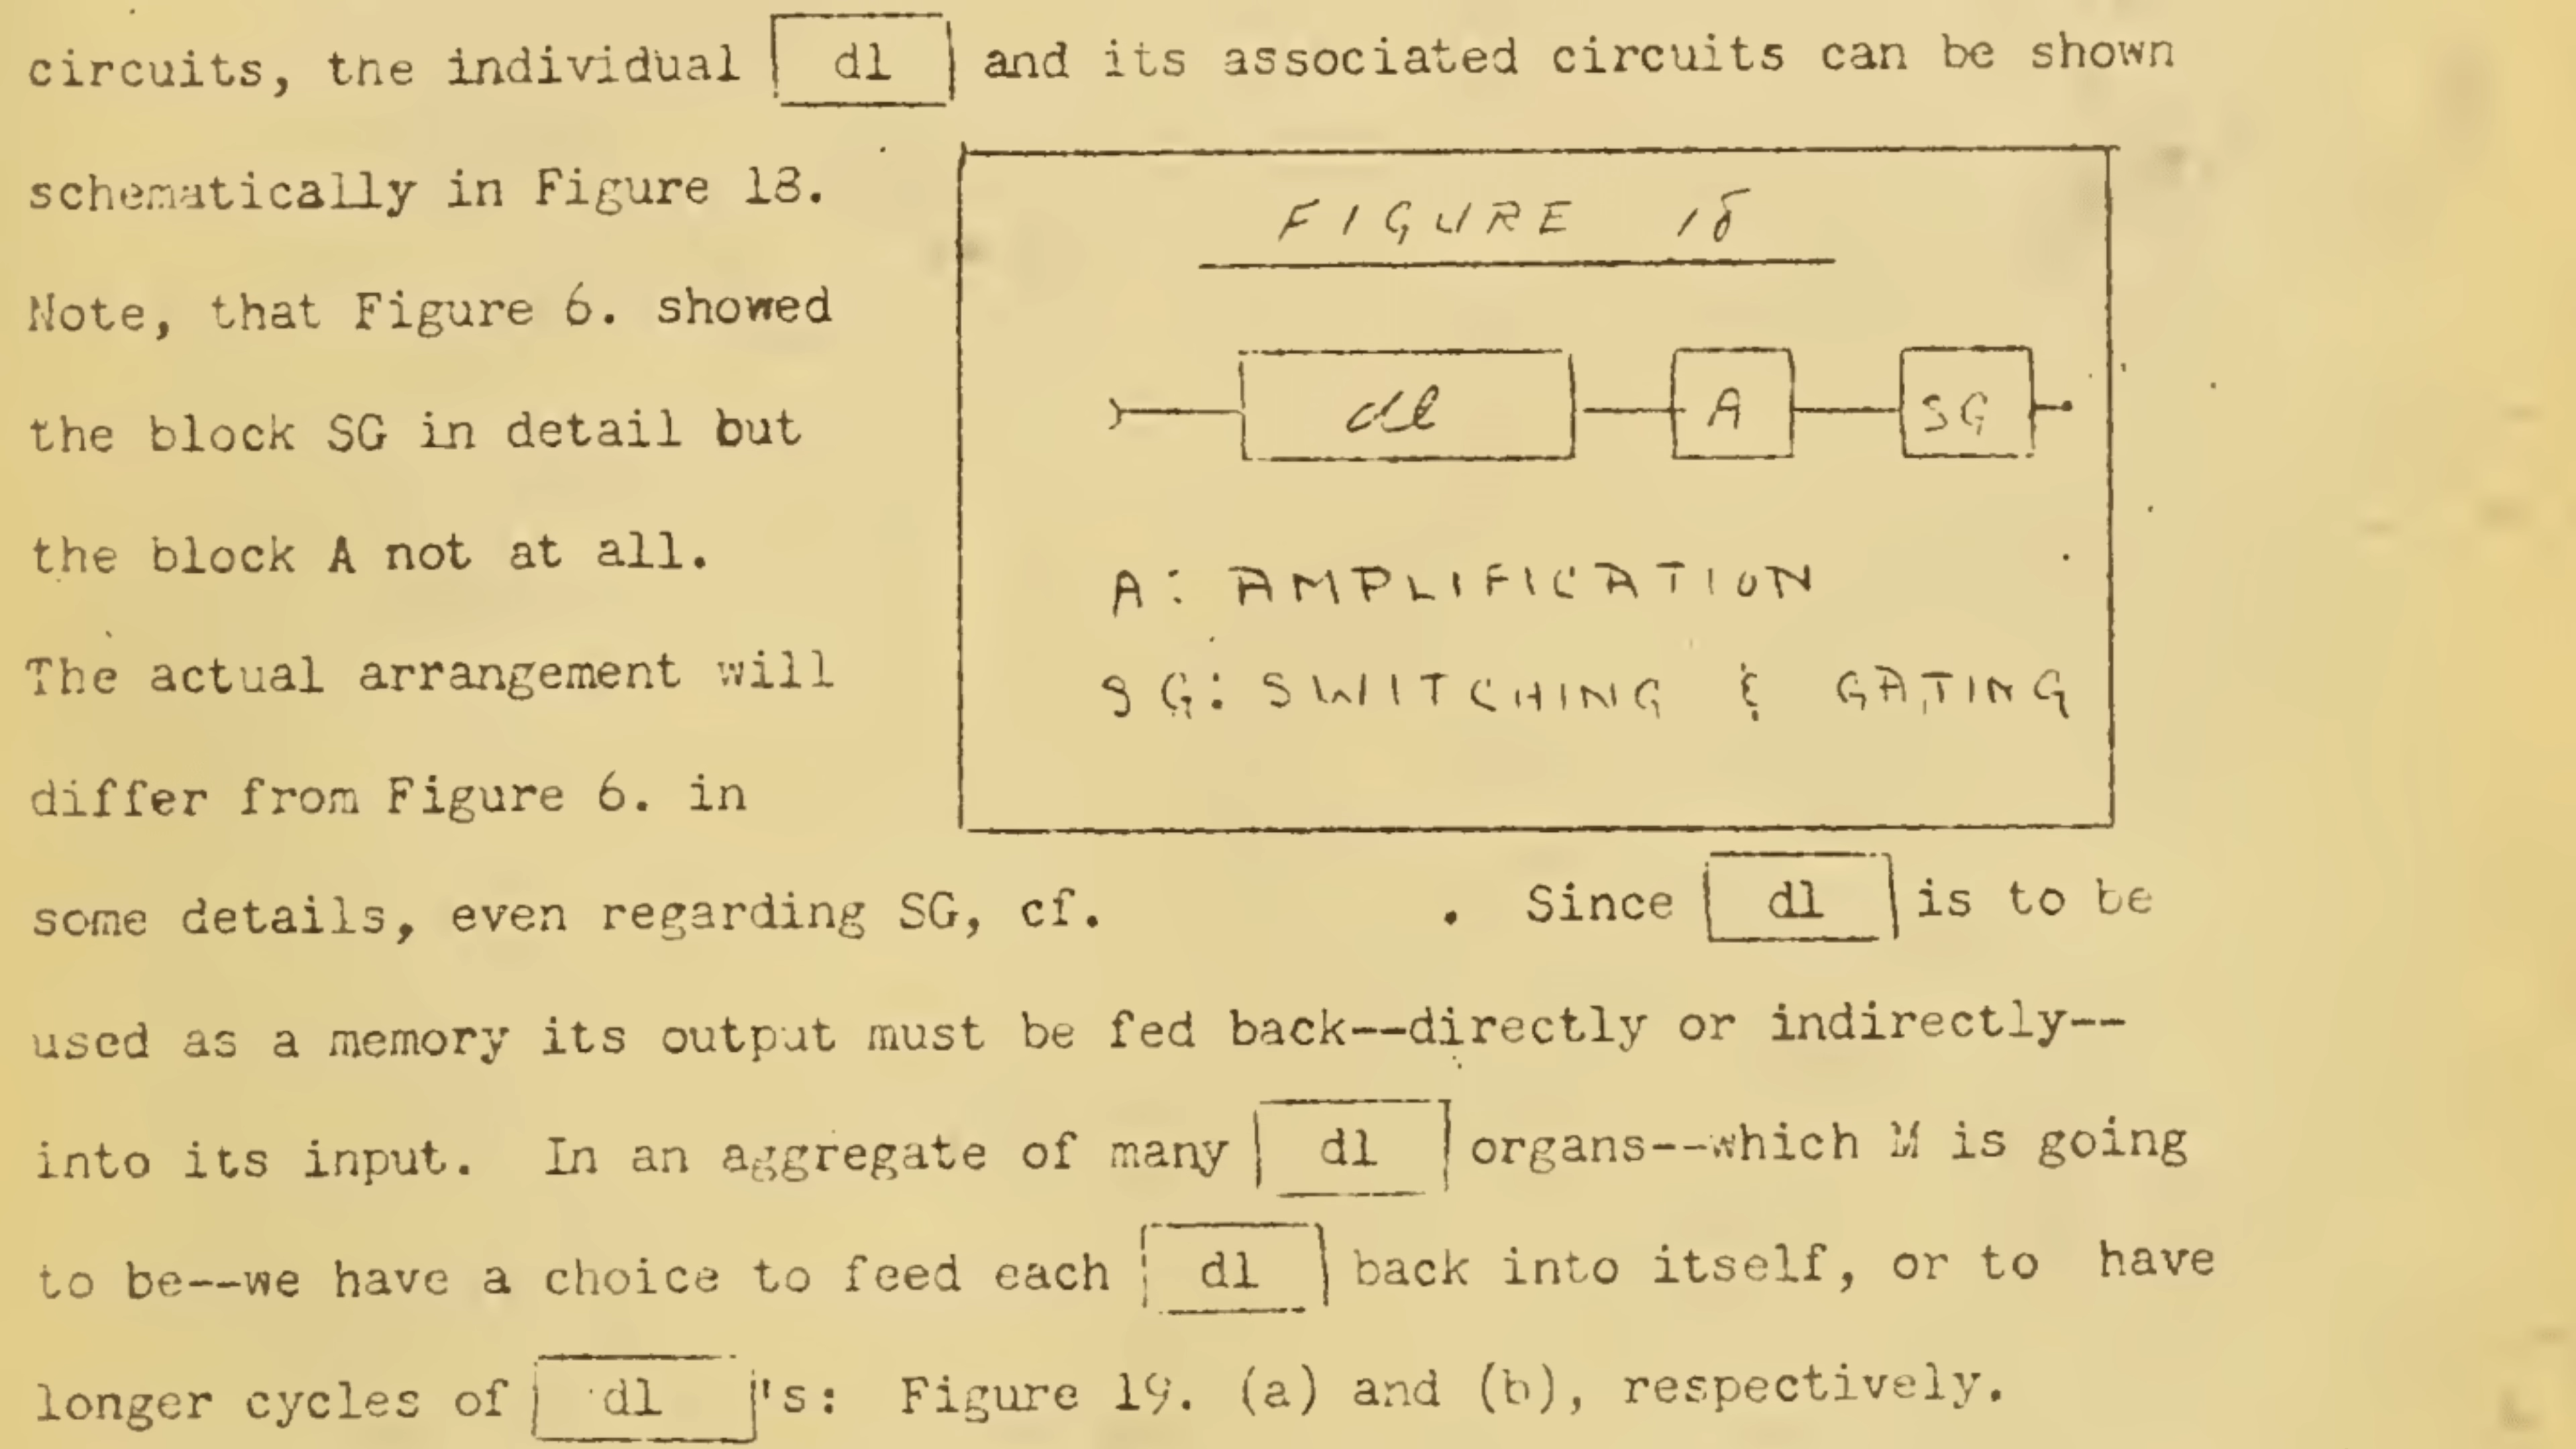 circuits, the individual dl and its associated circuits can be shown
schematically in Figure 18.
Note, that Figure 6. showed
the block SG in detail but
the block A not at all.
The actual arrangement will
differ from Figure 6. in
FIGURE 18
dl A SG
A: AMPLIFICATION
SG: SWITCHING & GATING
some details, even regarding SG, cf. . Since dl is to be
used as a memory its output must be fed back--directly or indirectly--
into its input. In an aggregate of many dl organs--which M is going
to be--we have a choice to feed each dl back into itself, or to have
longer cycles of dl's: Figure 19. (a) and (b), respectively.